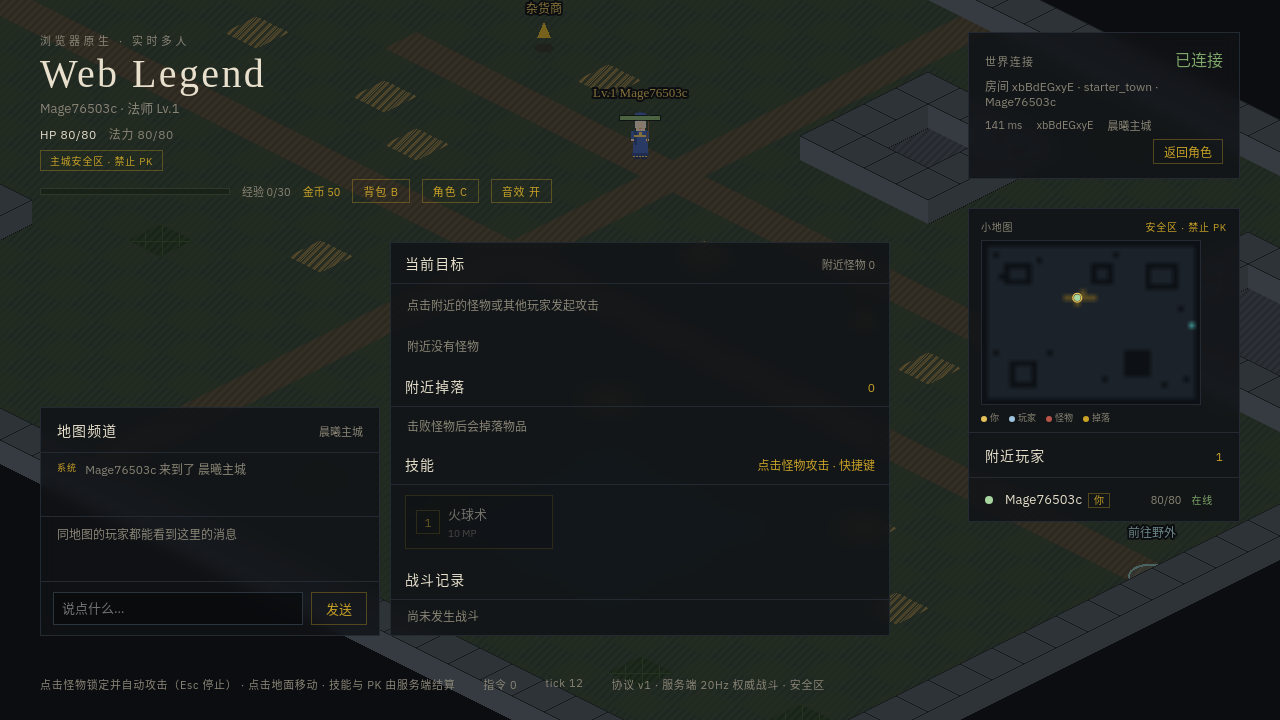 杂货商
浏览器原生 · 实时多人
Web Legend
Mage76503c · 法师 Lv.1
HP 80/80 法力 80/80
主城安全区 · 禁止 PK
经验 0/30 金币 50 背包 B 角色 C 音效 开
Lv.1 Mage76503c
世界连接 已连接
房间 xbBdEGxyE · starter_town ·
Mage76503c
141 ms xbBdEGxyE 晨曦主城
返回角色
小地图 安全区 · 禁止 PK
你 玩家 怪物 掉落
附近玩家 1
Mage76503c 你 80/80 在线
前往野外
当前目标 附近怪物 0
点击附近的怪物或其他玩家发起攻击
附近没有怪物
附近掉落 0
击败怪物后会掉落物品
技能 点击怪物攻击 · 快捷键
1 火球术
10 MP
战斗记录
尚未发生战斗
地图频道 晨曦主城
系统 Mage76503c 来到了 晨曦主城
同地图的玩家都能看到这里的消息
说点什么... 发送
点击怪物锁定并自动攻击（Esc 停止） · 点击地面移动 · 技能与 PK 由服务端结算 指令 0 tick 12 协议 v1 · 服务端 20Hz 权威战斗 · 安全区